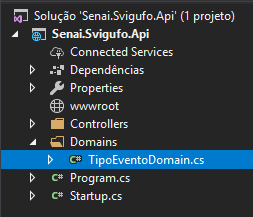 Solução 'Senai.Svigufo.Api' (1 projeto)
Senai.Svigufo.Api
Connected Services
Dependências
Properties
wwwroot
Controllers
Domains
C# TipoEventoDomain.cs
C# Program.cs
C# Startup.cs